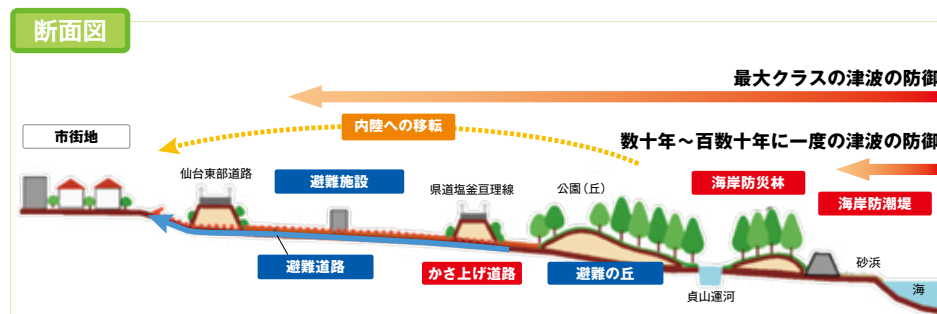 断面図
最大クラスの津波の防御
内陸への移転
市街地
数十年～百数十年に一度の津波の防御
仙台東部道路
避難施設
県道塩釜亘理線
公園（丘）
海岸防災林
海岸防潮堤
避難道路
かさ上げ道路
避難の丘
砂浜
貞山運河
海